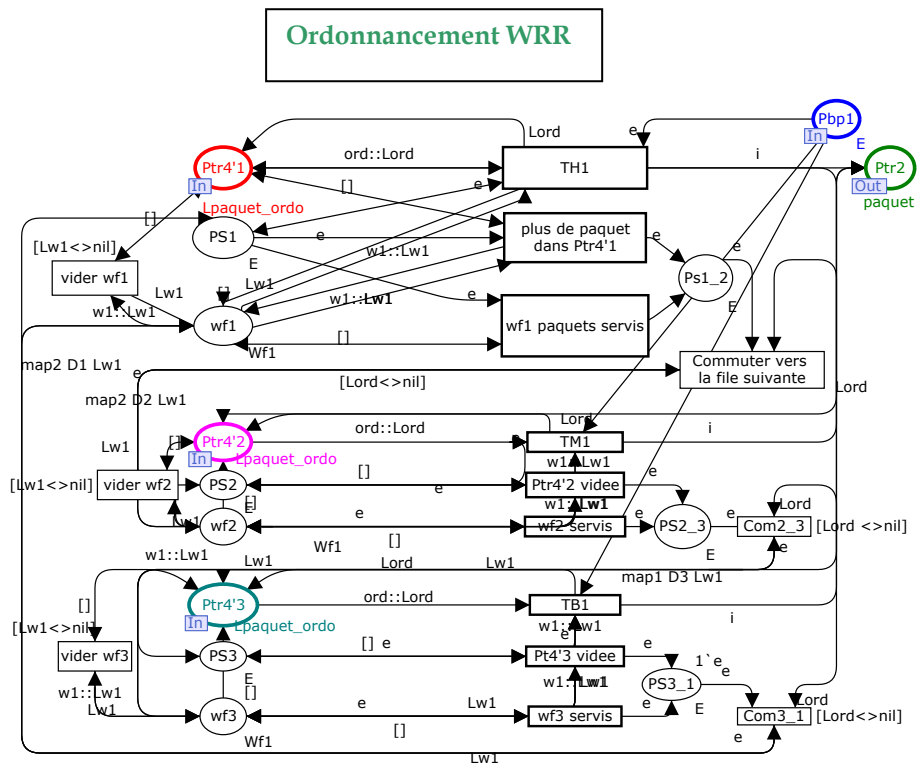 Ordonnancement WRR
Pbp1
In
E
Lord
e
Ptr4'1
In
ord::Lord
TH1
i
Ptr2
Out
paquet
[]
e
Lpaquet_ordo
[]
PS1
e
plus de paquet
dans Ptr4'1
e
e
[Lw1<>nil]
w1::Lw1
E
Ps1_2
vider wf1
Lw1
[]
w1::Lw1
e
E
w1::Lw1
wf1
wf1 paquets servis
[]
Wf1
map2 D1 Lw1
e
[Lord<>nil]
Commuter vers
la file suivante
Lord
map2 D2 Lw1
Lord
ord::Lord
i
Lw1
[]
Ptr4'2
In
Lpaquet_ordo
e
TM1
w1::Lw1
[]
e
[Lw1<>nil]
vider wf2
PS2
e
Ptr4'2 videe
[]
E
w1::Lw1
Lord
Lw1
wf2
e
wf2 servis
e
PS2_3
e
Com2_3
[Lord <>nil]
Wf1
[]
E
e
w1::Lw1
Lw1
Lord
Lw1
map1 D3 Lw1
[]
Ptr4'3
In
ord::Lord
TB1
i
[Lw1<>nil]
Lpaquet_ordo
w1::Lw1
e
vider wf3
PS3
[]
e
Pt4'3 videe
e
1`e
e
E
w1::Lw1
PS3_1
w1::Lw1
[]
Lw1
Lw1
wf3
e
wf3 servis
e
E
Lord
Com3_1
[Lord<>nil]
Wf1
[]
e
Lw1